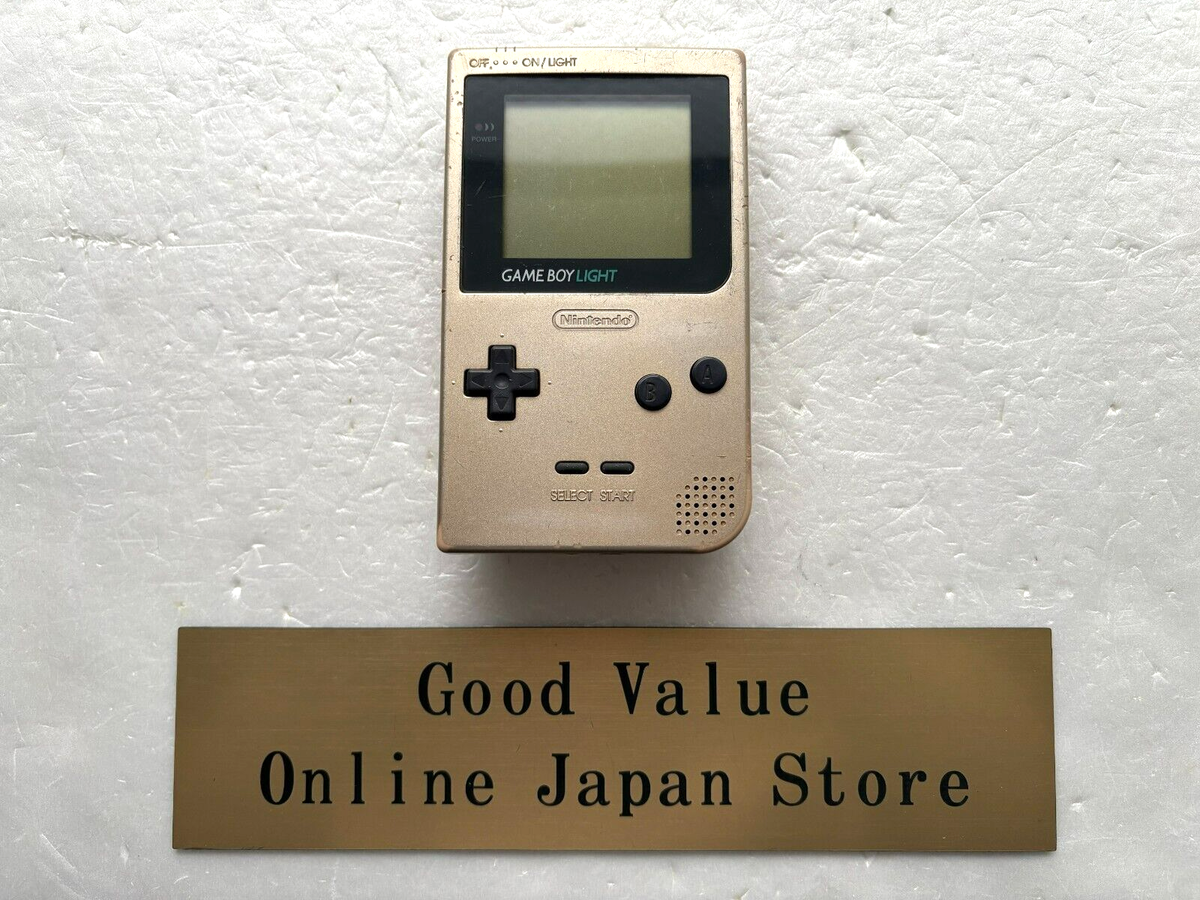 OFF ON/LIGHT
POWER
GAME BOY LIGHT
Nintendo
A
B
SELECT START
Good Value
Online Japan Store